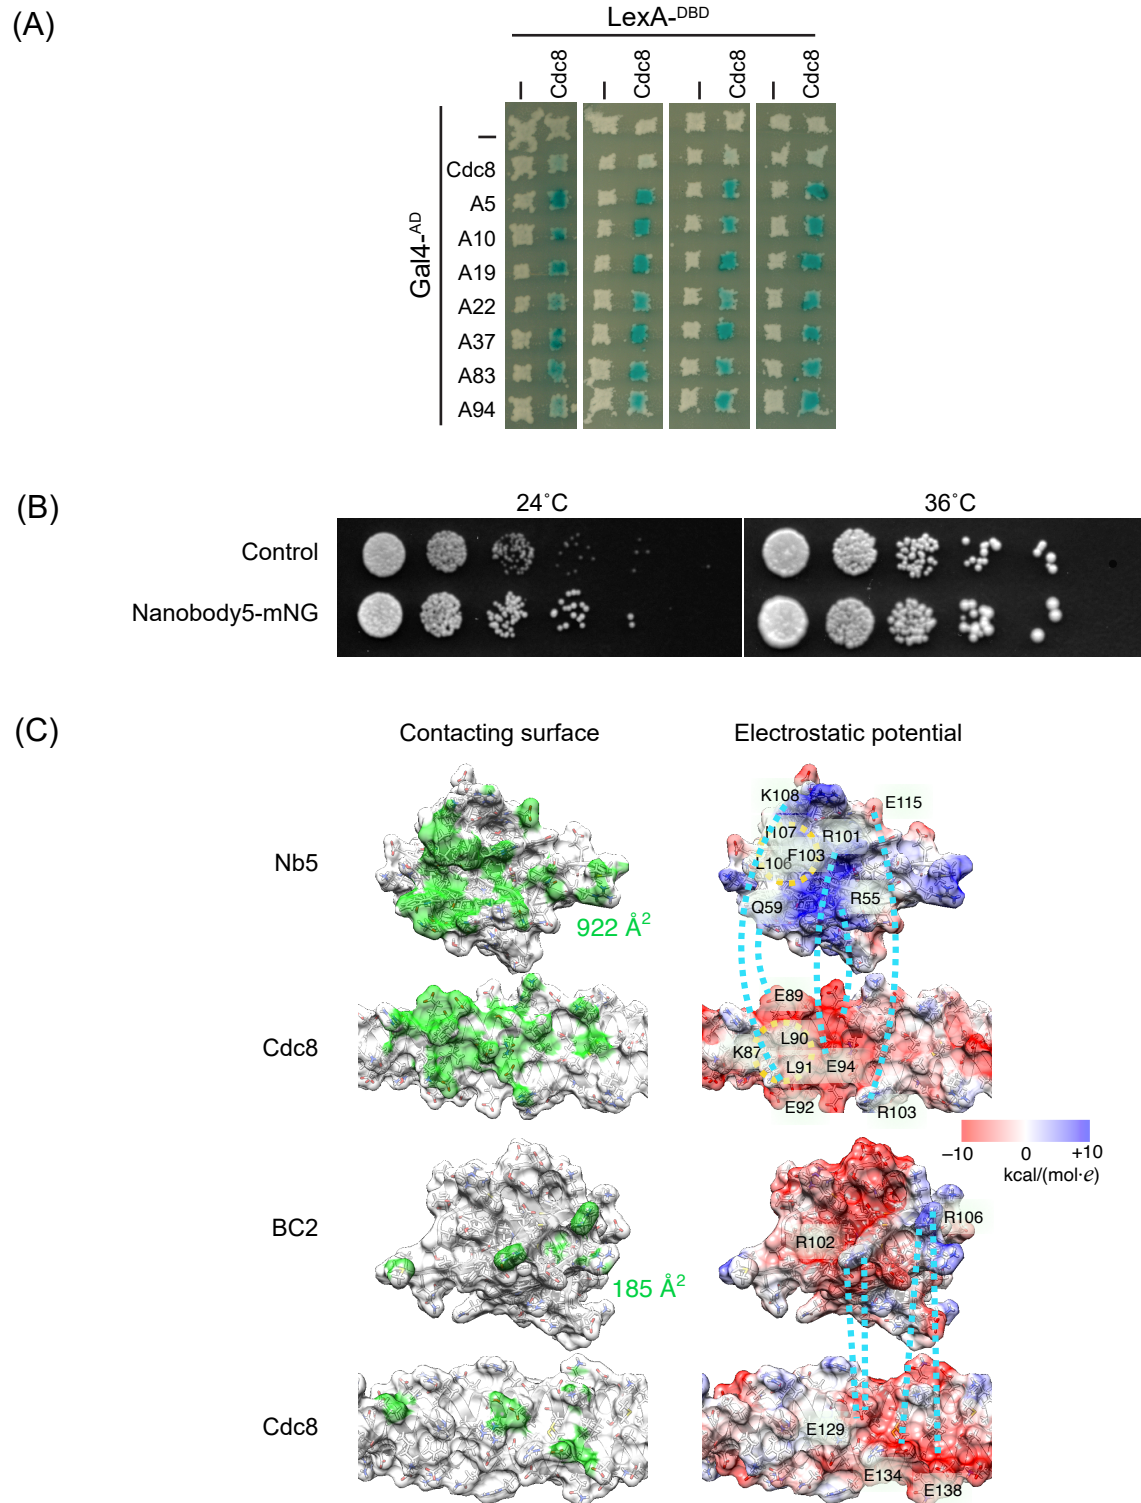 (A)
LexA-DBD
– Cdc8 – Cdc8 – Cdc8 – Cdc8
Gal4-AD
–
Cdc8
A5
A10
A19
A22
A37
A83
A94
(B)
24˚C 36˚C
Control
Nanobody5-mNG
(C)
Contacting surface Electrostatic potential
Nb5
922 Å2
K108 E115
I107 R101
L106 F103
Q59 R55
Cdc8
E89
K87 L90
L91 E94
E92 R103
–10 0 +10
kcal/(mol·e)
BC2
185 Å2
R102 R106
Cdc8
E129
E134
E138